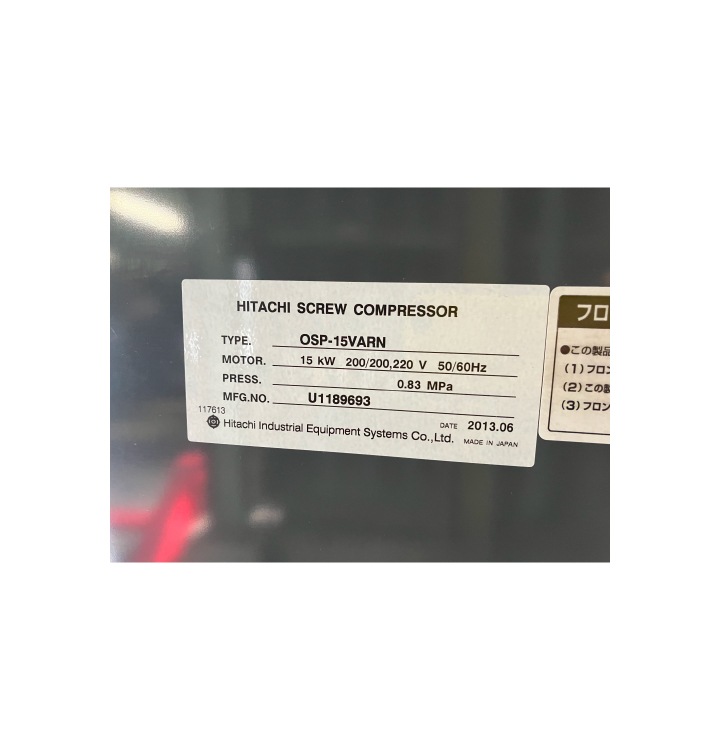 HITACHI SCREW COMPRESSOR
TYPE. OSP-15VARN
MOTOR. 15 kW 200/200,220 V 50/60Hz
PRESS. 0.83 MPa
MFG.NO. U1189693
117613
DATE 2013.06
Hitachi Industrial Equipment Systems Co.,Ltd.
MADE IN JAPAN
フロ
●この製品
(1)フロン
(2)この製
(3)フロン